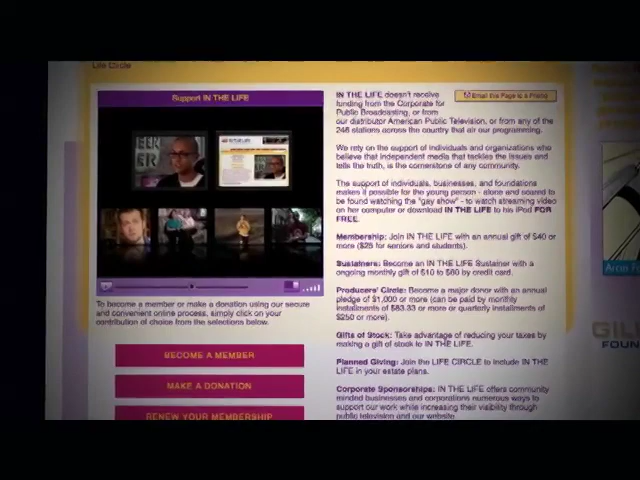 Life Circle
Support IN THE LIFE
IN THE LIFE doesn't receive
funding from the Corporate for
Public Broadcasting, or from
our distributor American Public Television, or from any of the
246 stations across the country that air our programming.
Email this Page to a Friend
We rely on the support of individuals and organizations who
believe that independent media that tackles the issues and
tells the truth, is the cornerstone of any community.
The support of individuals, businesses, and foundations
makes it possible for the young person - alone and scared to
be found watching the "gay show" - to watch streaming video
on her computer or download IN THE LIFE to his iPod FOR
FREE.
Membership: Join IN THE LIFE with an annual gift of $40 or
more ($25 for seniors and students).
Sustainers: Become an IN THE LIFE Sustainer with a
ongoing monthly gift of $10 to $80 by credit card.
Producers' Circle: Become a major donor with an annual
pledge of $1,000 or more (can be paid by monthly
installments of $83.33 or more or quarterly installments of
$250 or more).
Gifts of Stock: Take advantage of reducing your taxes by
making a gift of stock to IN THE LIFE.
Planned Giving: Join the LIFE CIRCLE to include IN THE
LIFE in your estate plans.
Corporate Sponsorships: IN THE LIFE offers community
minded businesses and corporations numerous ways to
support our work while increasing their visibility through
public television and our website.
To become a member or make a donation using our secure
and convenient online process, simply click on your
contribution of choice from the selections below.
BECOME A MEMBER
MAKE A DONATION
RENEW YOUR MEMBERSHIP